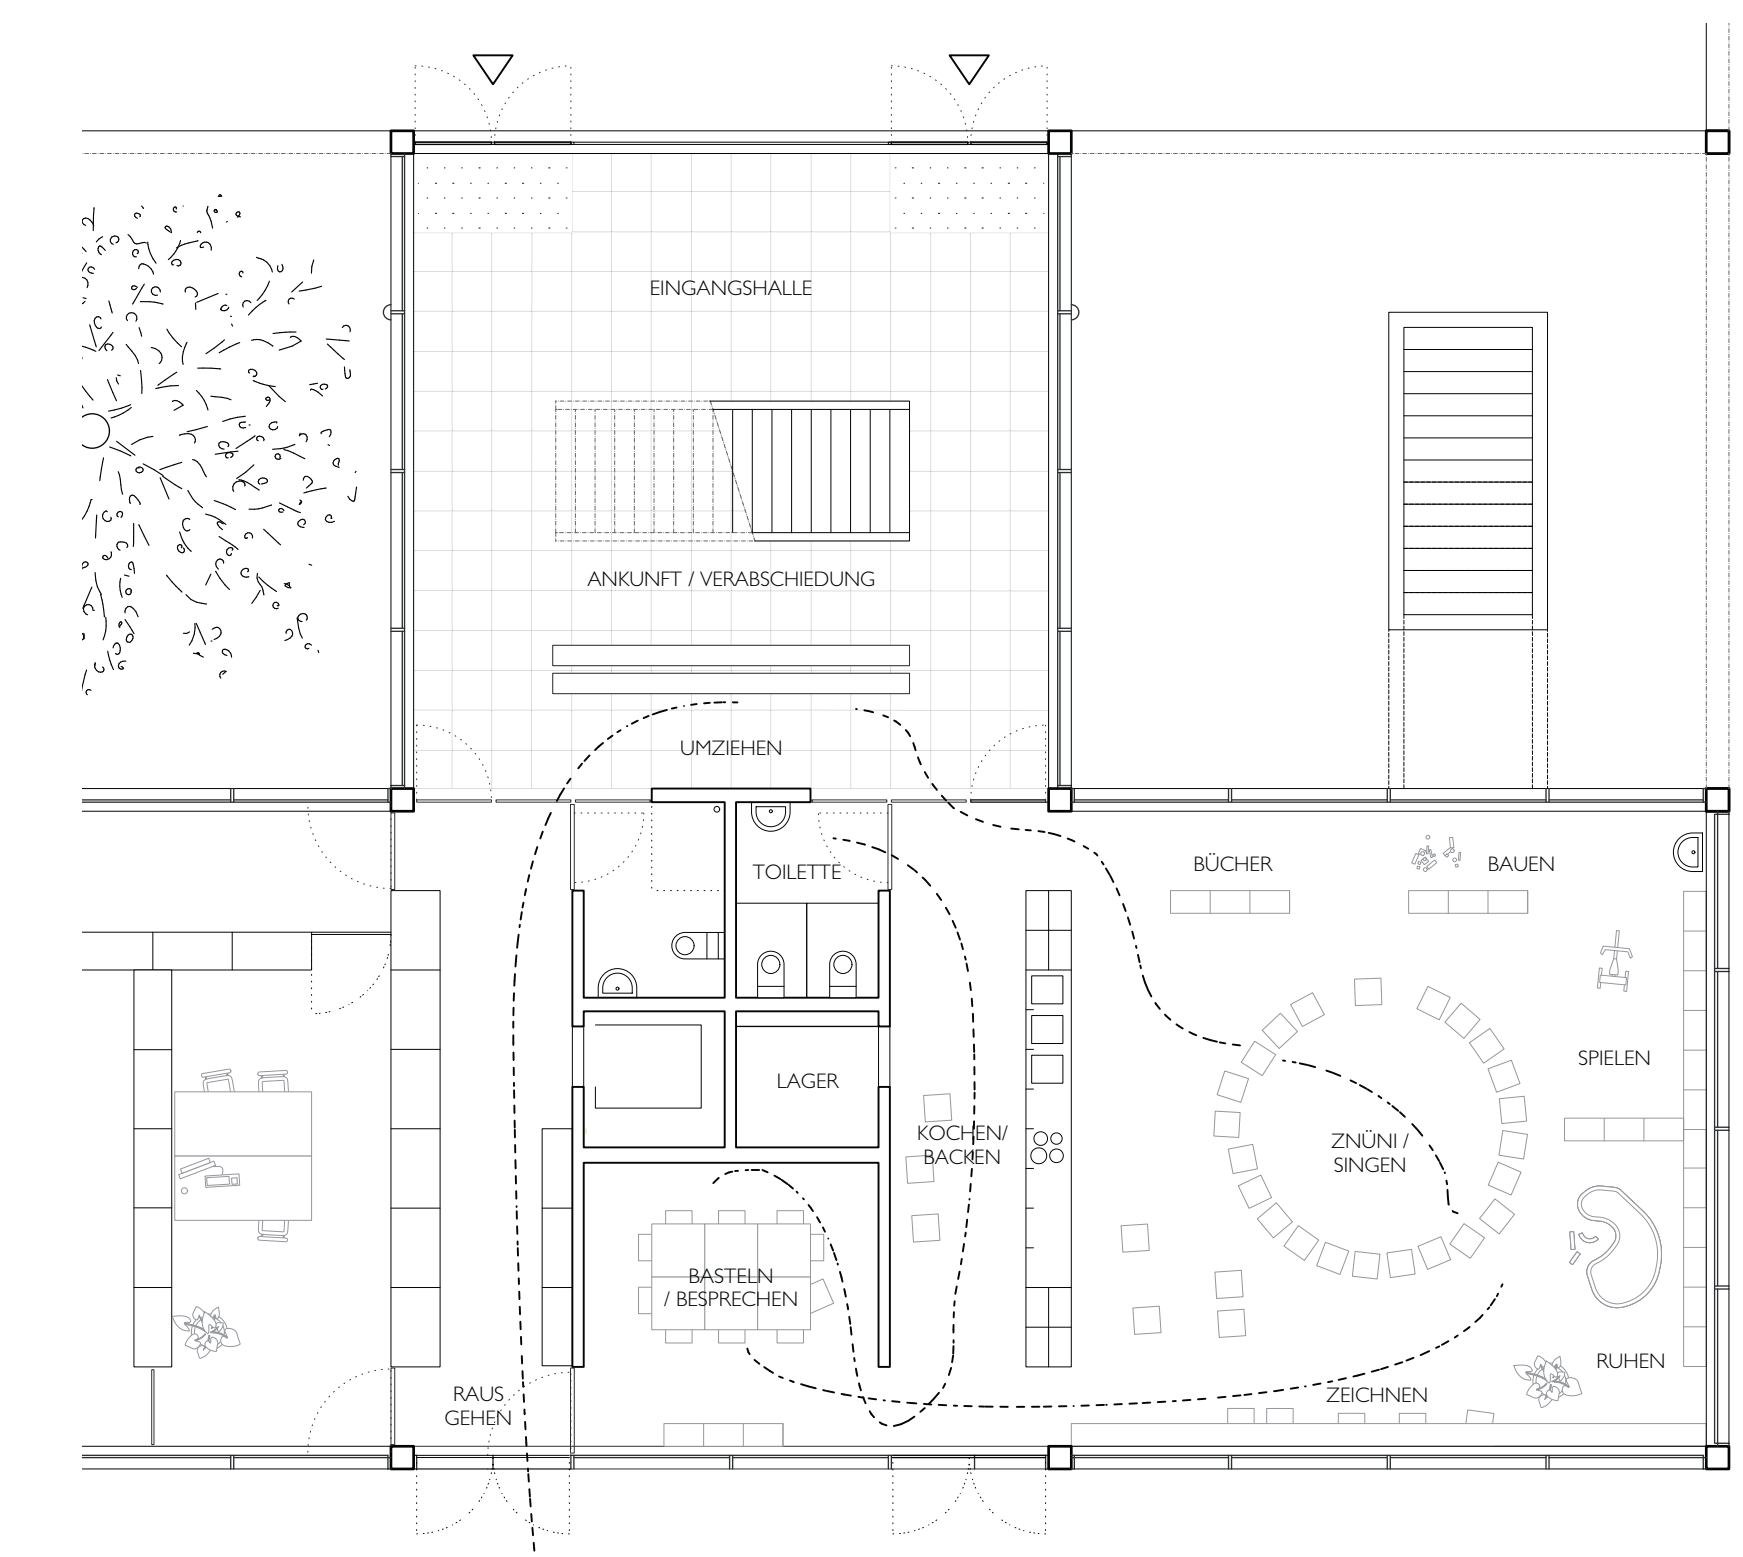 EINGANGSHALLE
ANKUNFT / VERABSCHIEDUNG
UMZIEHEN
TOILETTE
BÜCHER
BAUEN
SPIELEN
LAGER
KOCHEN/
BACKEN
ZNÜNI /
SINGEN
BASTELN
/ BESPRECHEN
RUHEN
RAUS
GEHEN
ZEICHNEN